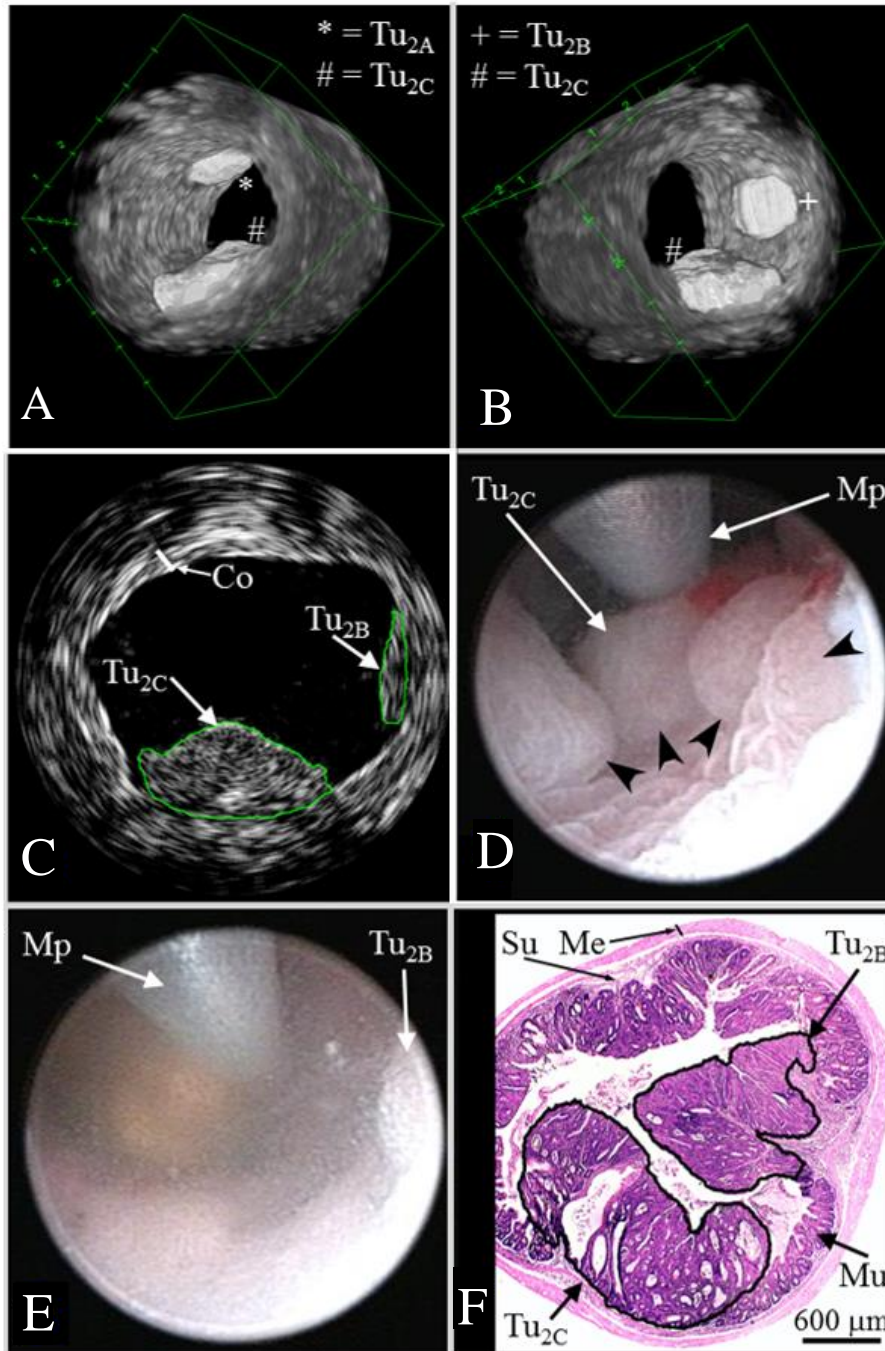 * = Tu2A
# = Tu2C
*
#
A
+ = Tu2B
# = Tu2C
+
#
B
Co
Tu2B
Tu2C
C
Tu2C
Mp
D
Mp
Tu2B
E
Su
Me
Tu2B
Mu
Tu2C
600 μm
F